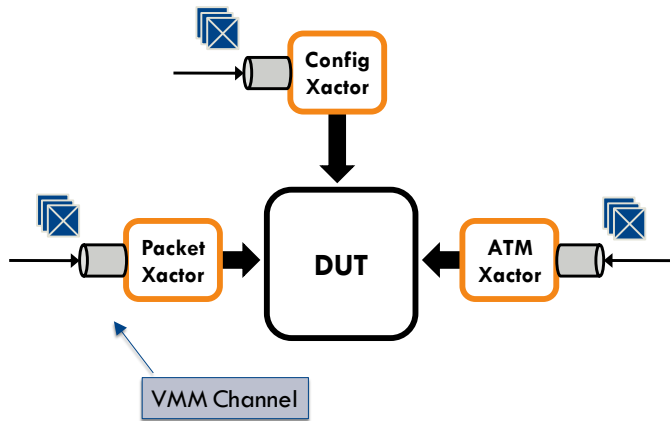 Config
Xactor
Packet
Xactor
DUT
ATM
Xactor
VMM Channel